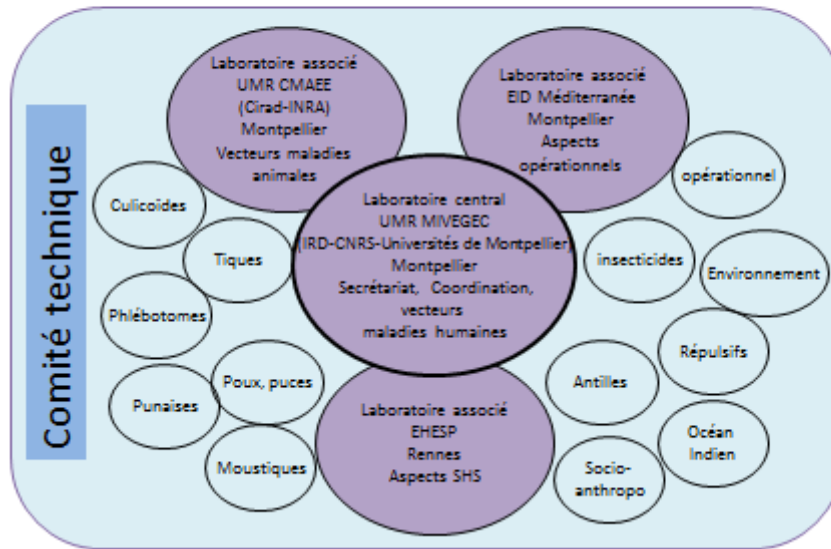 Comité technique
Laboratoire associé
UMR CMAEE
(Cirad-INRA)
Montpellier
Vecteurs maladies
animales
Laboratoire associé
EID Méditerranée
Montpellier
Aspects
opérationnels
Laboratoire central
UMR MIVEGEC
(IRD-CNRS-Universités de Montpellier)
Montpellier
Secrétariat, Coordination,
vecteurs
maladies humaines
Laboratoire associé
EHESP
Rennes
Aspects SHS
Culicoïdes
Tiques
Phlébotomes
Poux, puces
Punaises
Moustiques
opérationnel
insecticides
Environnement
Répulsifs
Antilles
Océan
Indien
Socio-
anthropo